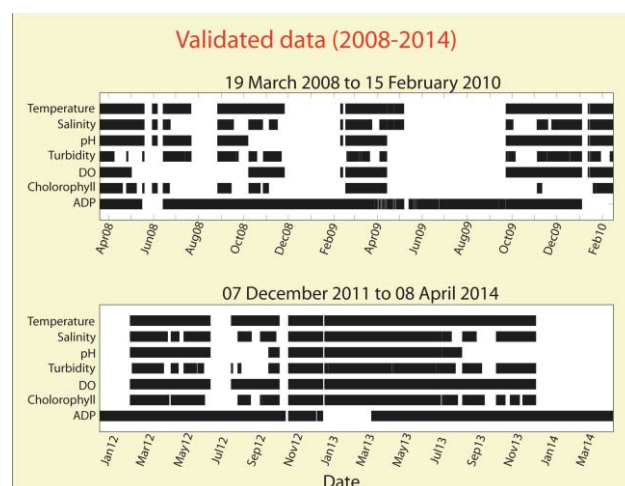 Validated data (2008-2014)
19 March 2008 to 15 February 2010
Temperature
Salinity
pH
Turbidity
DO
Cholorophyll
ADP
Apr08 Jun08 Aug08 Oct08 Dec08 Feb09 Apr09 Jun09 Aug09 Oct09 Dec09 Feb10
07 December 2011 to 08 April 2014
Temperature
Salinity
pH
Turbidity
DO
Cholorophyll
ADP
Jan12 Mar12 May12 Jul12 Sep12 Nov12 Jan13 Mar13 May13 Jul13 Sep13 Nov13 Jan14 Mar14
Date